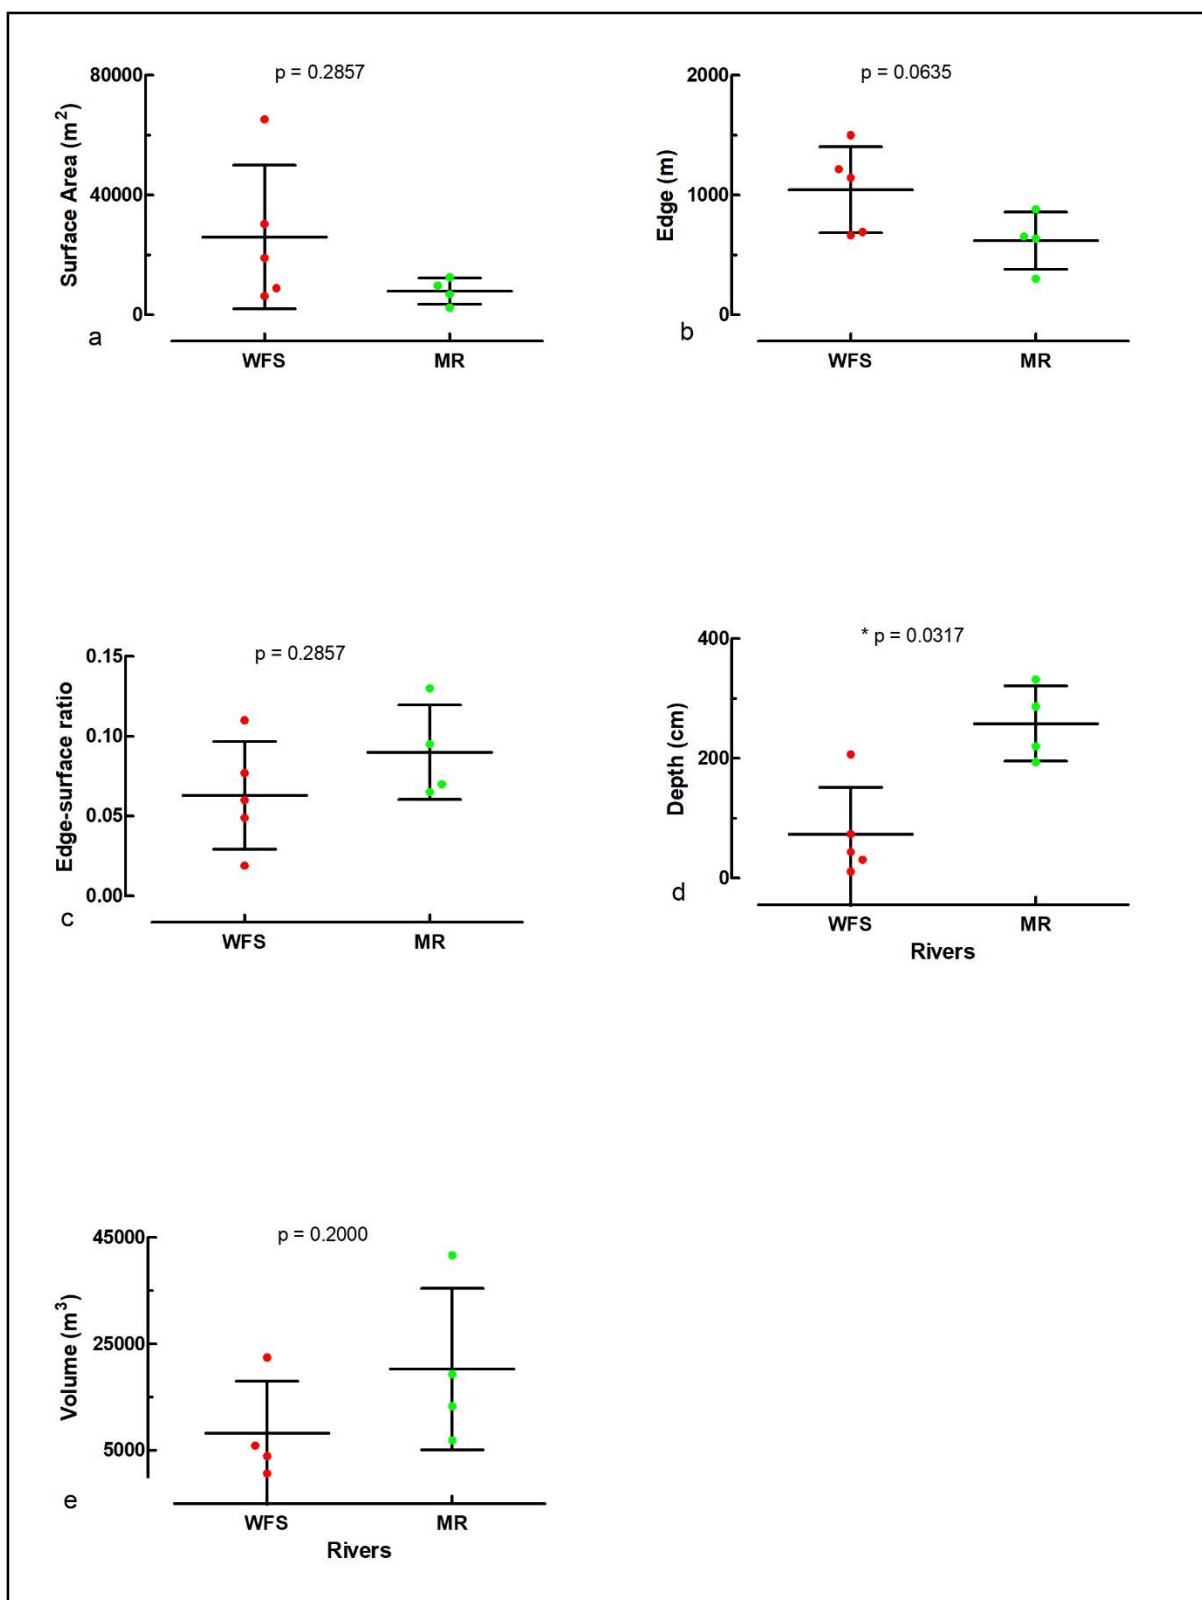 p = 0.2857
80000
40000
0
Surface Area (m²)
a
WFS MR
p = 0.0635
2000
1000
0
Edge (m)
b
WFS MR
p = 0.2857
0.15
0.10
0.05
0.00
Edge-surface ratio
c
WFS MR
* p = 0.0317
400
200
0
Depth (cm)
d
WFS MR
Rivers
p = 0.2000
45000
25000
5000
Volume (m³)
e
WFS MR
Rivers